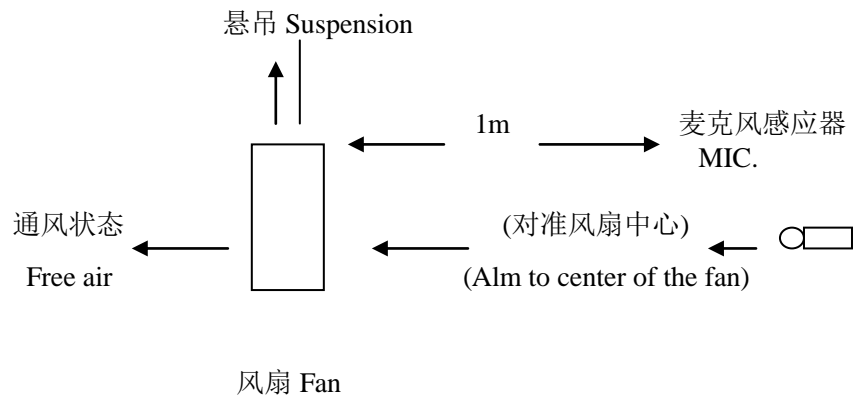 悬吊 Suspension
1m
麦克风感应器
MIC.
通风状态
(对准风扇中心)
Free air
(Alm to center of the fan)
风扇 Fan